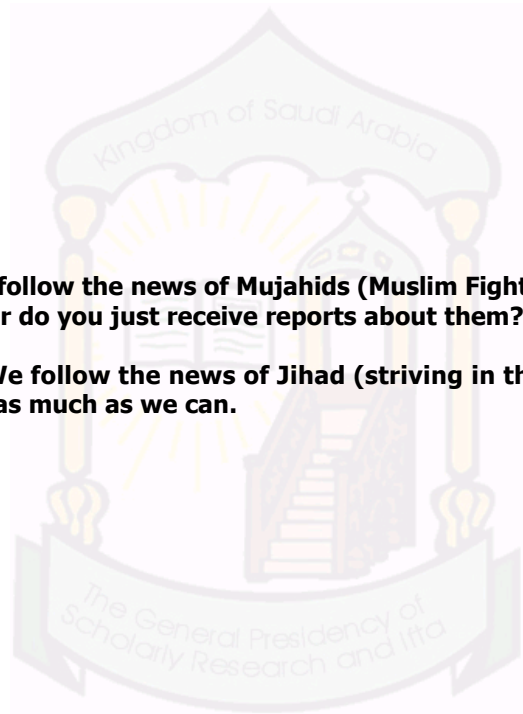 Kingdom of Saudi Arabia
follow the news of Mujahids (Muslim Fight
r do you just receive reports about them?
We follow the news of Jihad (striving in th
as much as we can.
The General Presidency of
Scholarly Research and Ifta